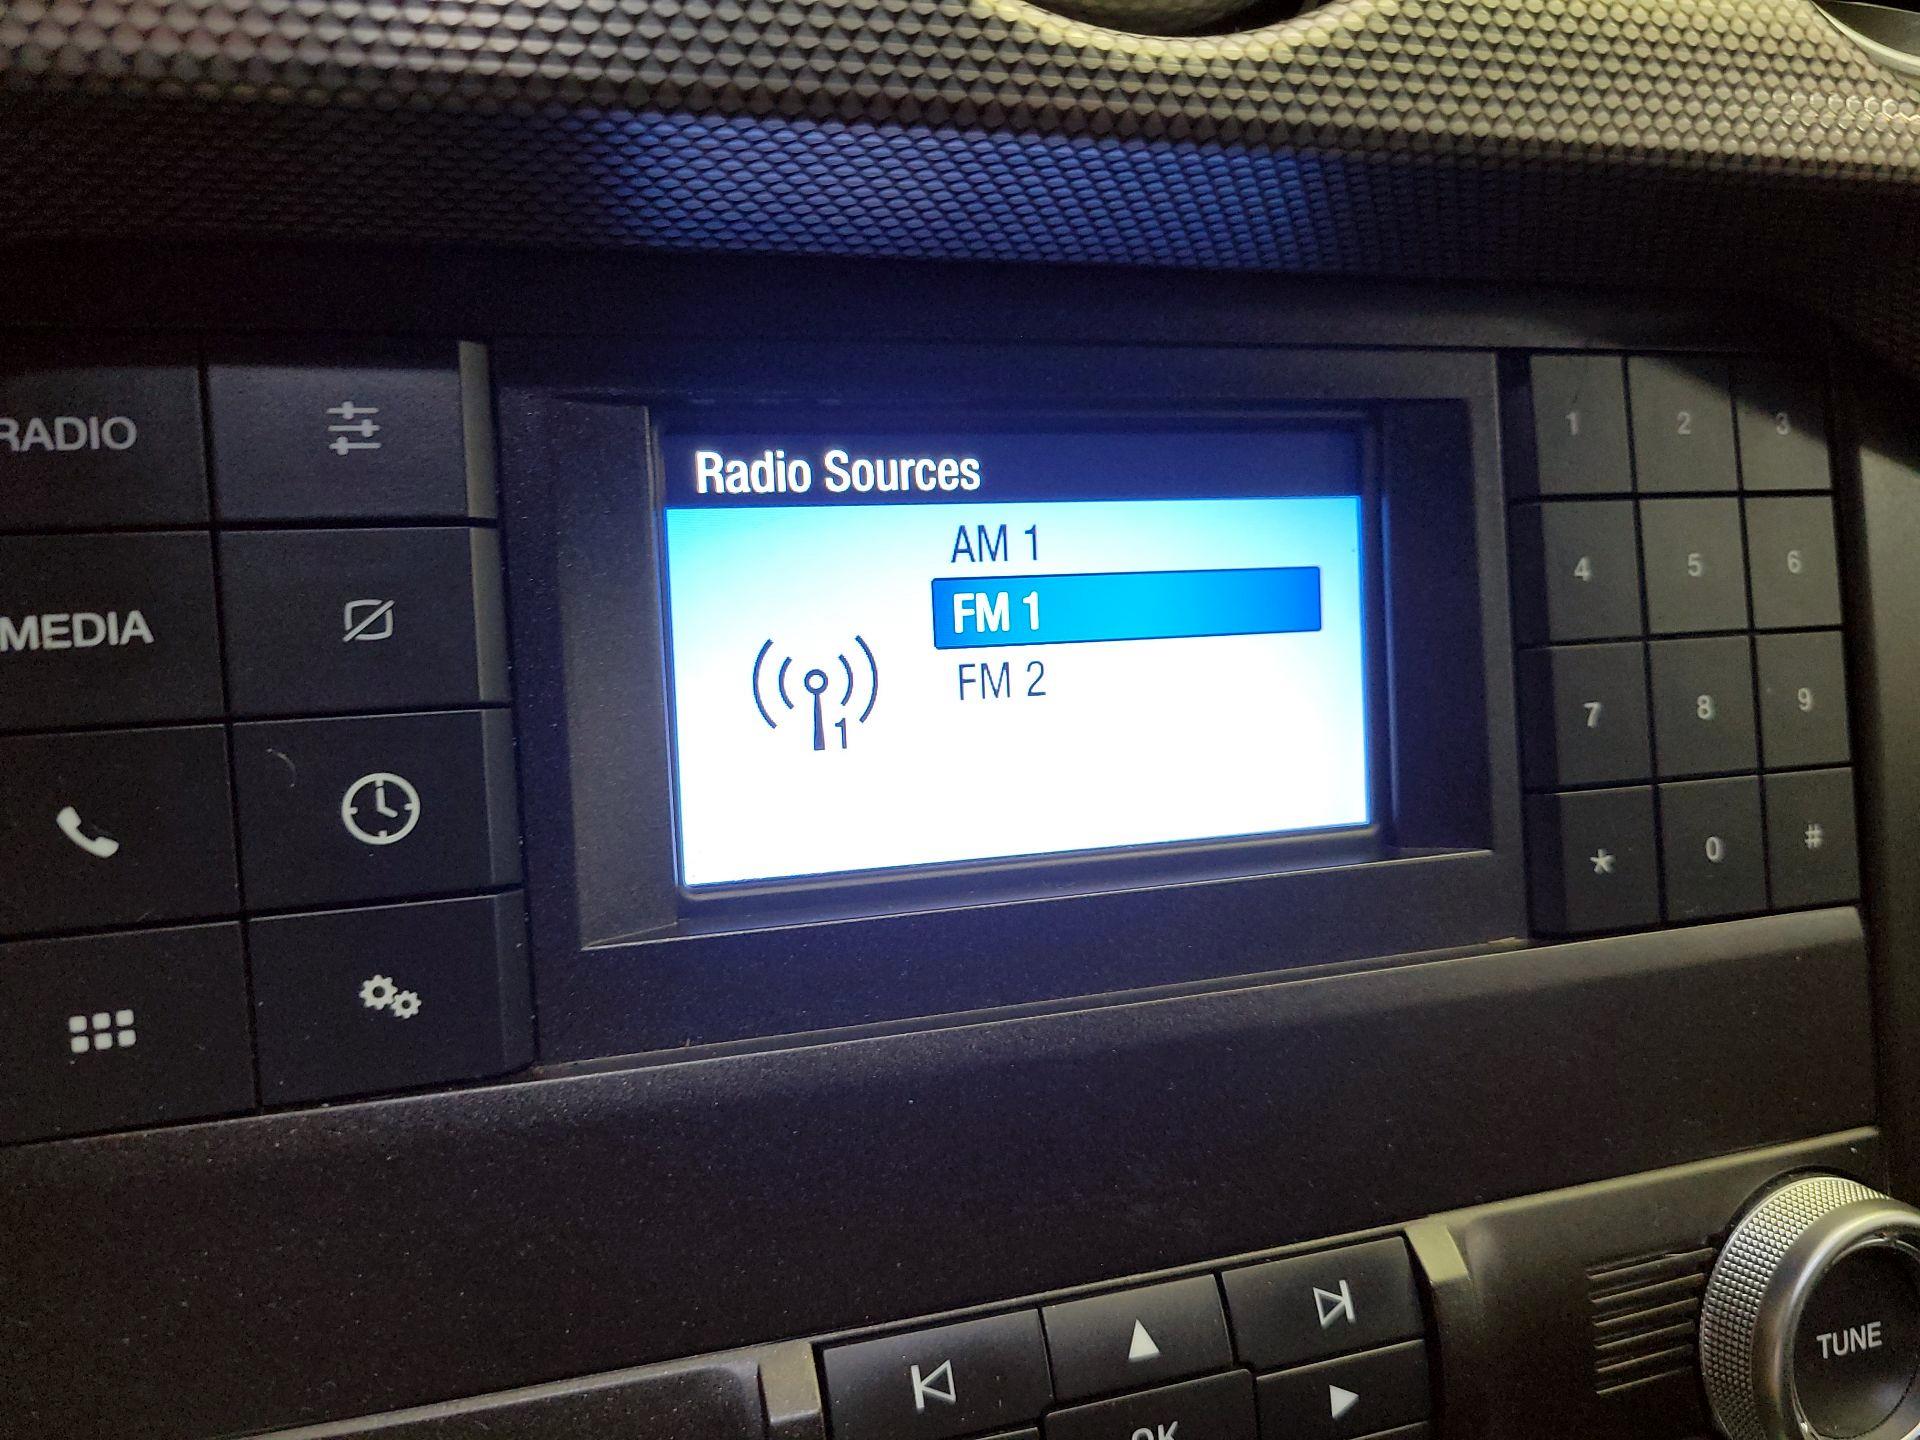 Radio Sources
AM 1
FM 1
FM 2
1
RADIO
MEDIA
1 2 3
4 5 6
7 8 9
* 0 #
OK
TUNE